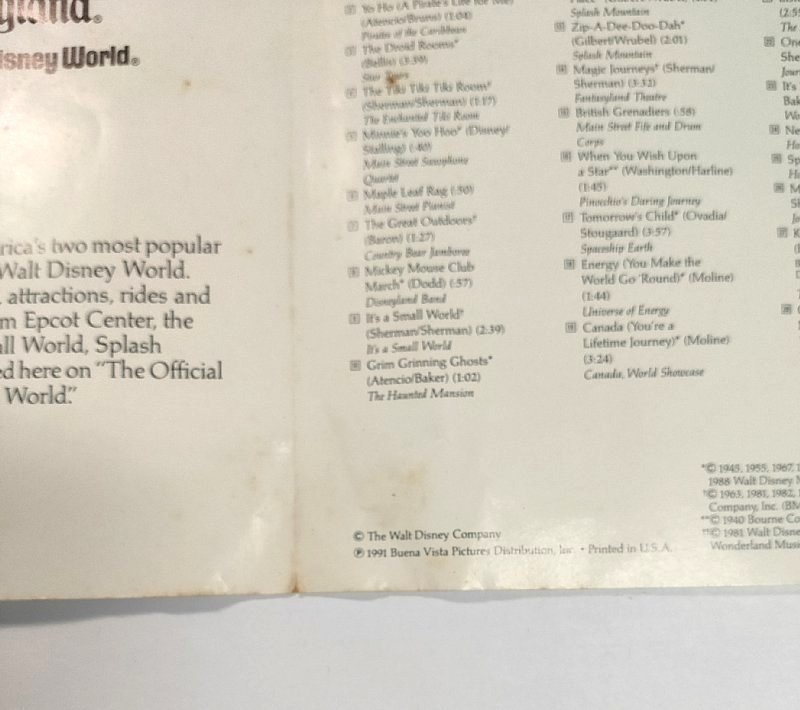 yland®
isney World®
rica's two most popular
Walt Disney World.
, attractions, rides and
m Epcot Center, the
all World, Splash
ed here on "The Official
World."
Yo Ho (A Pirate's Life for Me)
(Atencio/Bruns) (1:04)
Pirates of the Caribbean
The Droid Rooms*
(3:39)
Star Tours
The Tiki Tiki Tiki Room*
(Sherman/Sherman) (1:17)
The Enchanted Tiki Room
Minnie's Yoo Hoo* (Disney/
Stalling)
Main Street Saxophone
Quartet
Maple Leaf Rag (:50)
Main Street Pianist
The Great Outdoors*
(Baron) (1:27)
Country Bear Jamboree
Mickey Mouse Club
March* (Dodd) (:57)
Disneyland Band
It's a Small World†
(Sherman/Sherman) (2:39)
It's a Small World
Grim Grinning Ghosts*
(Atencio/Baker) (1:02)
The Haunted Mansion
Splash Mountain
Zip-A-Dee-Doo-Dah*
(Gilbert/Wrubel) (2:01)
Splash Mountain
Magic Journeys* (Sherman/
Sherman) (3:32)
Fantasyland Theatre
British Grenadiers (:58)
Main Street Fife and Drum
Corps
When You Wish Upon
a Star** (Washington/Harline)
(1:45)
Pinocchio's Daring Journey
Tomorrow's Child* (Ovadia/
Stougaard) (3:57)
Spaceship Earth
Energy (You Make the
World Go 'Round)* (Moline)
(1:44)
Universe of Energy
Canada (You're a
Lifetime Journey)* (Moline)
(3:24)
Canada, World Showcase
© The Walt Disney Company
℗ 1991 Buena Vista Pictures Distribution, Inc. • Printed in U.S.A.
*© 1945, 1955, 1967, 1
1988 Walt Disney M
†© 1963, 1981, 1982, 1
Company, Inc. (BM
**© 1940 Bourne Co
††© 1981 Walt Disne
Wonderland Musi